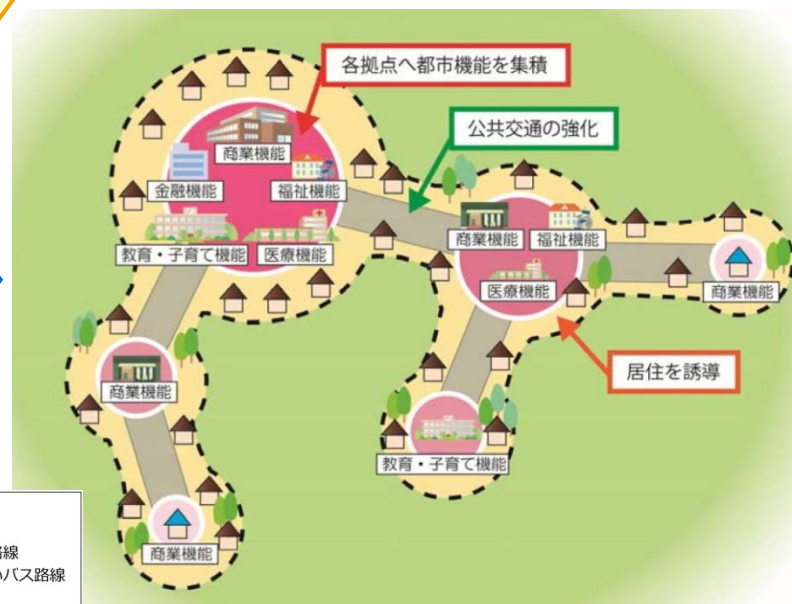 各拠点へ都市機能を集積
公共交通の強化
商業機能
金融機能
福祉機能
教育・子育て機能
医療機能
商業機能
福祉機能
医療機能
商業機能
居住を誘導
商業機能
教育・子育て機能
商業機能
路線
バス路線